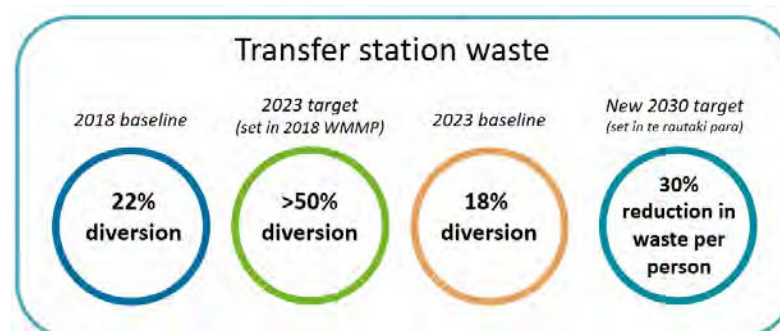 Transfer station waste
2018 baseline
2023 target
(set in 2018 WMMP)
2023 baseline
New 2030 target
(set in te rautaki para)
22%
diversion
>50%
diversion
18%
diversion
30%
reduction in
waste per
person